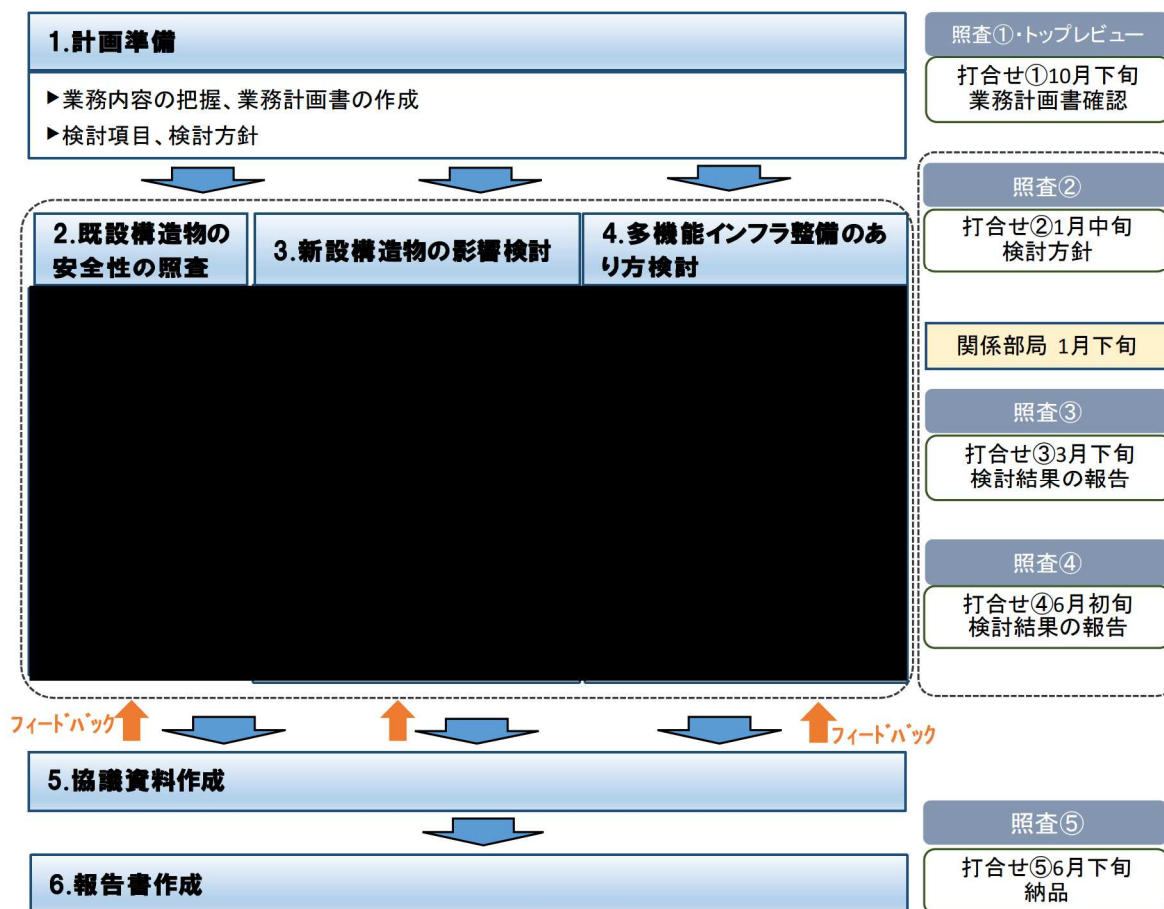 1.計画準備
▶業務内容の把握、業務計画書の作成
▶検討項目、検討方針
2.既設構造物の
安全性の照査
3.新設構造物の影響検討
4.多機能インフラ整備のあ
り方検討
フィードバック
フィードバック
5.協議資料作成
6.報告書作成
照査①・トップレビュー
打合せ①10月下旬
業務計画書確認
照査②
打合せ②1月中旬
検討方針
関係部局 1月下旬
照査③
打合せ③3月下旬
検討結果の報告
照査④
打合せ④6月初旬
検討結果の報告
照査⑤
打合せ⑤6月下旬
納品